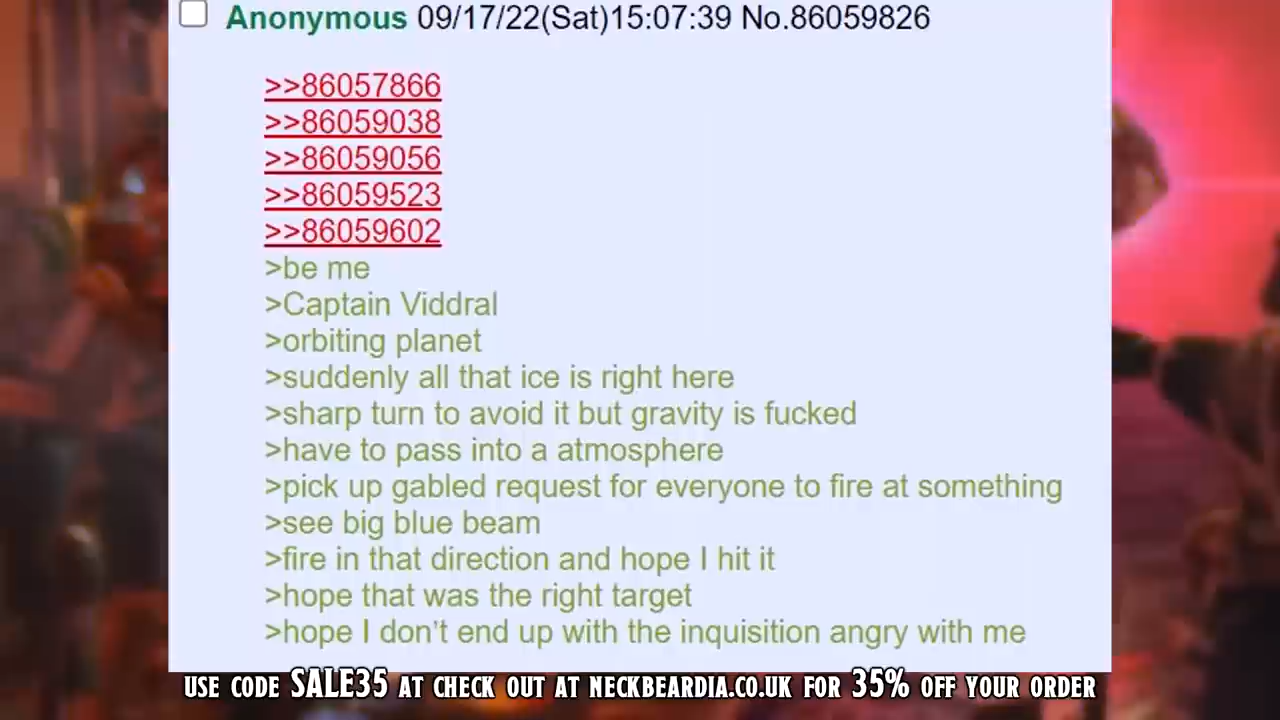 Anonymous 09/17/22(Sat)15:07:39 No.86059826
>>86057866
>>86059038
>>86059056
>>86059523
>>86059602
>be me
>Captain Viddral
>orbiting planet
>suddenly all that ice is right here
>sharp turn to avoid it but gravity is fucked
>have to pass into a atmosphere
>pick up gabled request for everyone to fire at something
>see big blue beam
>fire in that direction and hope I hit it
>hope that was the right target
>hope I don't end up with the inquisition angry with me
USE CODE SALE35 AT CHECK OUT AT NECKBEARDIA.CO.UK FOR 35% OFF YOUR ORDER